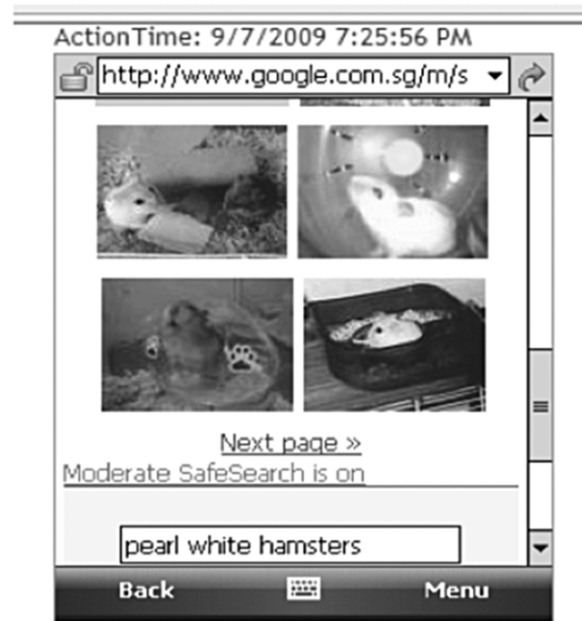 ActionTime: 9/7/2009 7:25:56 PM
http://www.google.com.sg/m/s
Next page »
Moderate SafeSearch is on
pearl white hamsters
Back Menu